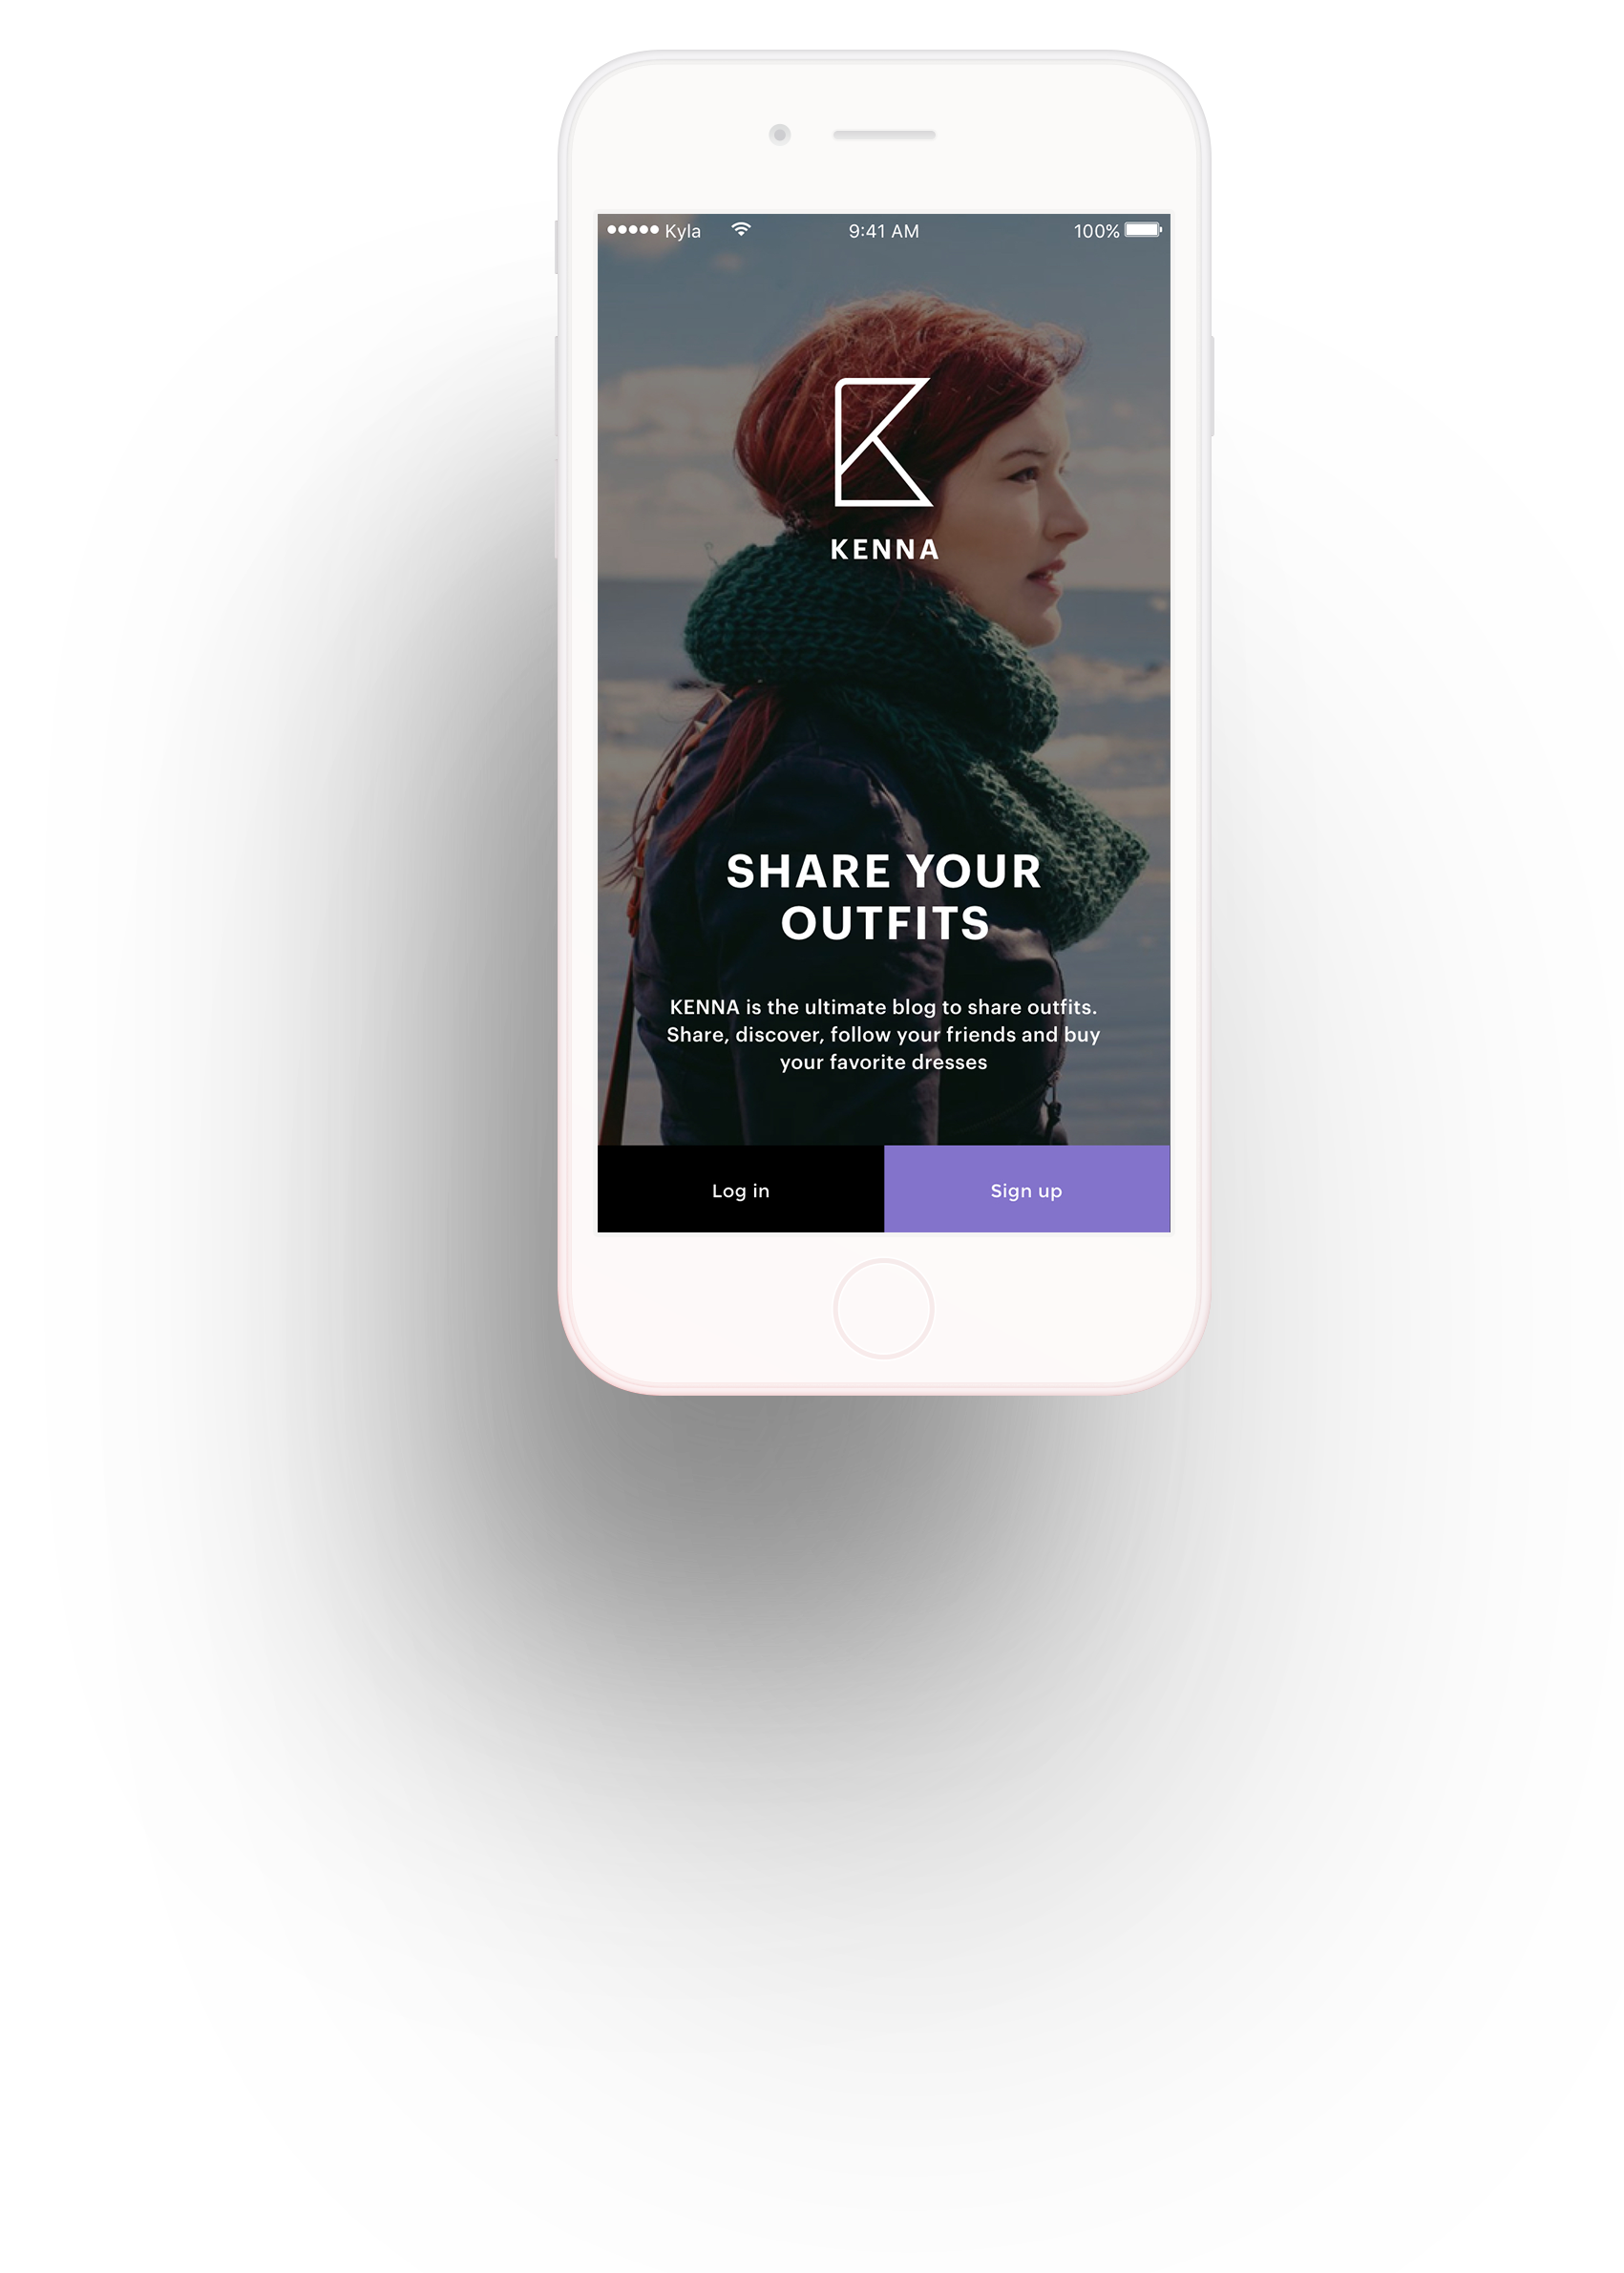 Kyla 9:41 AM 100%
KENNA
SHARE YOUR
OUTFITS
KENNA is the ultimate blog to share outfits.
Share, discover, follow your friends and buy
your favorite dresses
Log in Sign up